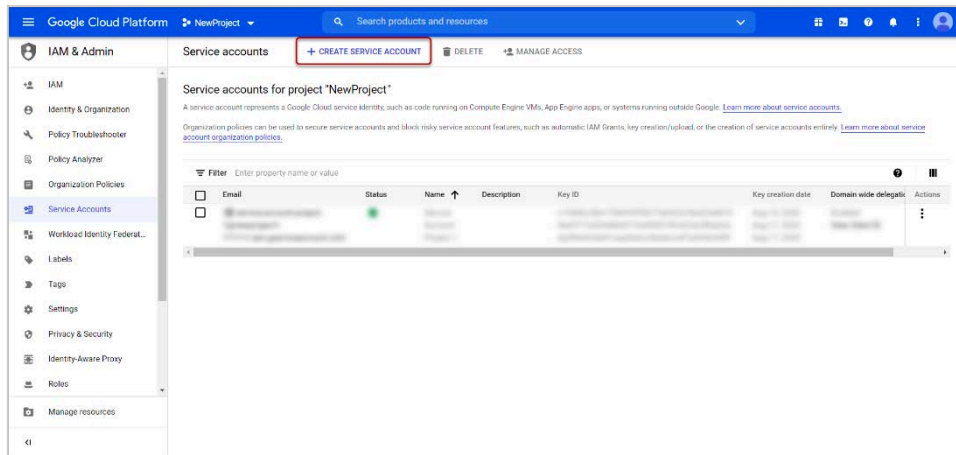 Google Cloud Platform NewProject Search products and resources
IAM & Admin
IAM
Identity & Organization
Policy Troubleshooter
Policy Analyzer
Organization Policies
Service Accounts
Workload Identity Federat...
Labels
Tags
Settings
Privacy & Security
Identity-Aware Proxy
Roles
Manage resources
Service accounts + CREATE SERVICE ACCOUNT DELETE MANAGE ACCESS
Service accounts for project "NewProject"
A service account represents a Google Cloud service identity, such as code running on Compute Engine VMs, App Engine apps, or systems running outside Google. Learn more about service accounts.
Organization policies can be used to secure service accounts and block risky service account features, such as automatic IAM Grants, key creation/upload, or the creation of service accounts entirely. Learn more about service
account organization policies.
Filter Enter property name or value
Email Status Name Description Key ID Key creation date Domain wide delegatic Actions